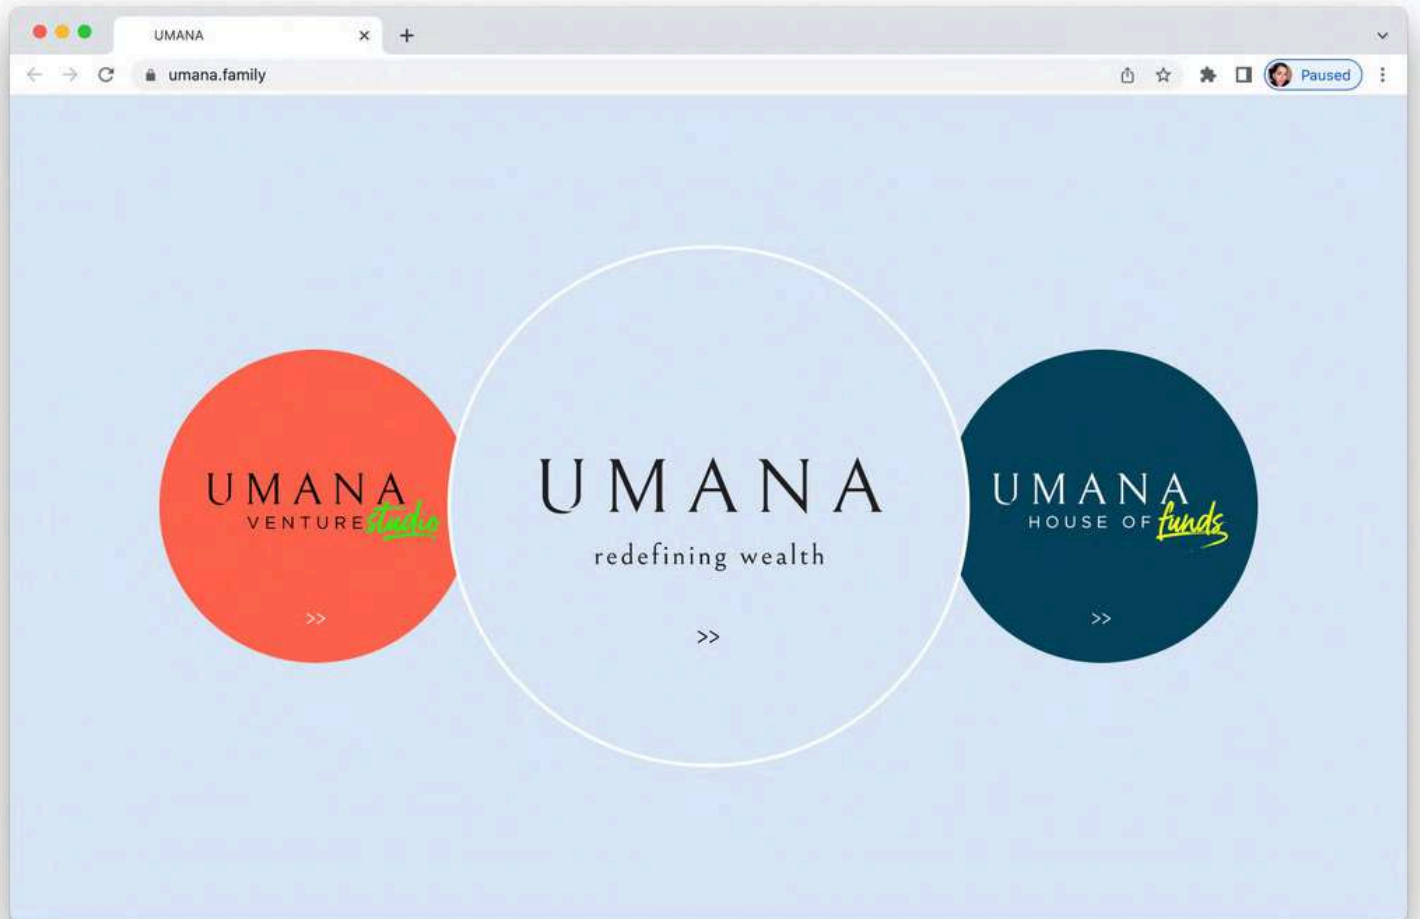 UMANA
umana.family
Paused
UMANA
VENTURE studio
>>
UMANA
redefining wealth
>>
UMANA
HOUSE OF funds
>>